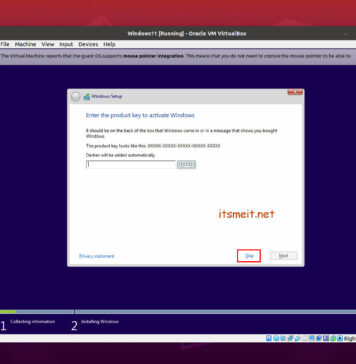 Windows11 [Running] - Oracle VM VirtualBox
File Machine View Input Devices Help
The Virtual Machine reports that the guest OS supports mouse pointer integration. This means that you do not need to capture the mouse pointer to be able to
Windows Setup
Enter the product key to activate Windows
It should be on the back of the box that Windows came in or in a message that shows you bought
Windows.
The product key looks like this: XXXXX-XXXXX-XXXXX-XXXXX-XXXXX
Dashes will be added automatically
itsmeit.net
Privacy statement
Skip
Next
1 Collecting information
2 Installing Windows
Right